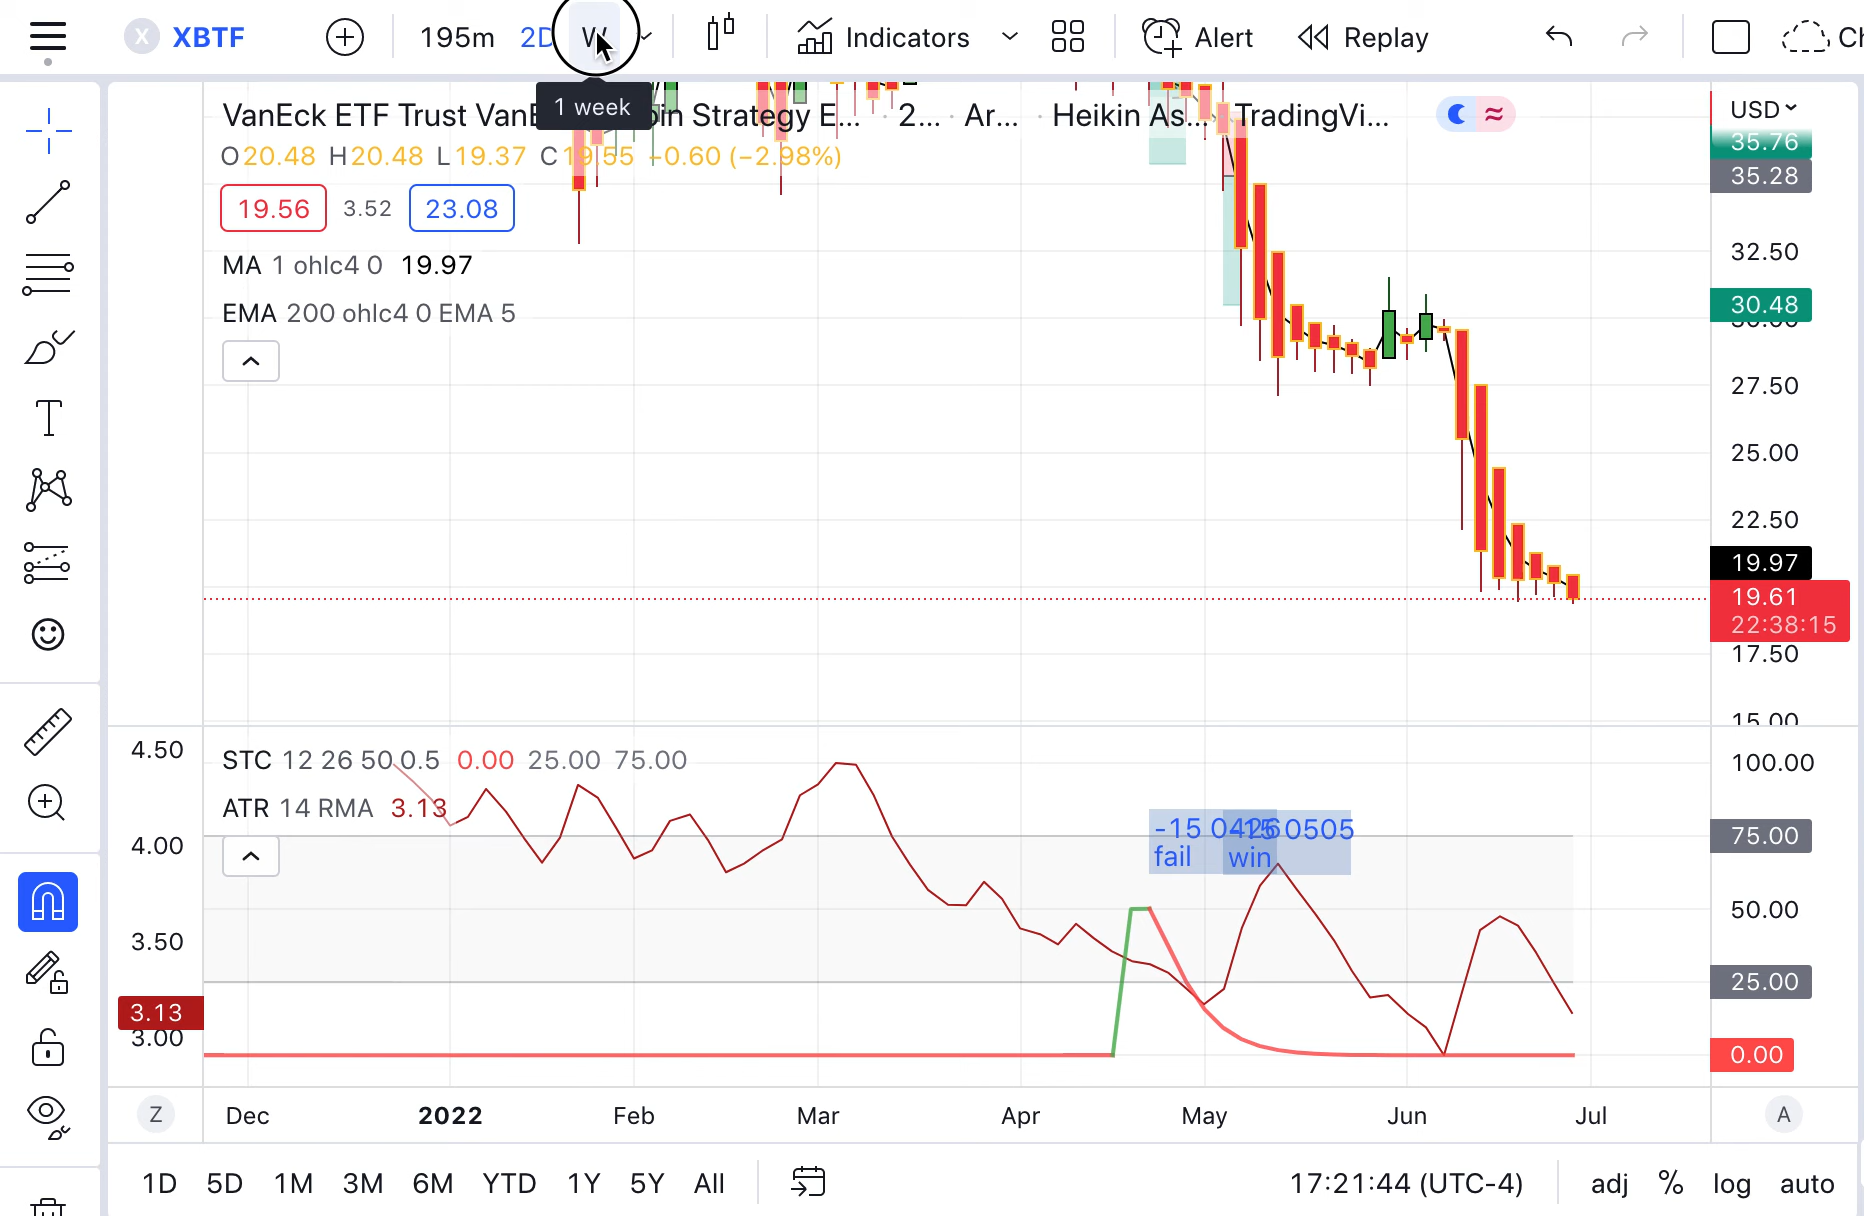 X XBTF 195m 2D W Indicators Alert Replay
1 week
VanEck ETF Trust 2... · Ar... · Heikin As... TradingVi... USD
O20.48 H20.48 L19.37 C19.55 −0.60 (−2.98%)
19.56 3.52 23.08
MA 1 ohlc4 0 19.97
EMA 200 ohlc4 0 EMA 5
35.76
35.28
32.50
30.48
27.50
25.00
22.50
19.97
19.61
22:38:15
17.50
15.00
STC 12 26 50 0.5 0.00 25.00 75.00
ATR 14 RMA 3.13
4.50
4.00
3.50
3.13
3.00
-15 0426
fail
-15 0505
win
100.00
75.00
50.00
25.00
0.00
Z Dec 2022 Feb Mar Apr May Jun Jul A
1D 5D 1M 3M 6M YTD 1Y 5Y All 17:21:44 (UTC-4) adj % log auto